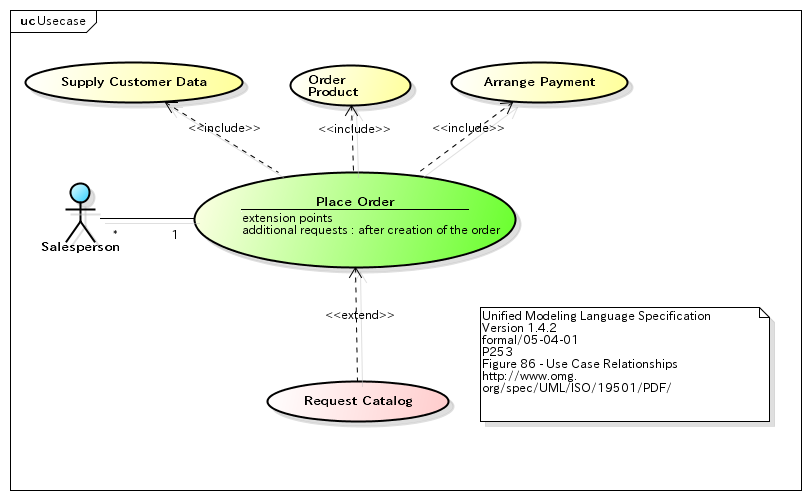 uc Usecase
Supply Customer Data
Order
Product
Arrange Payment
<<include>>
<<include>>
<<include>>
Place Order
extension points
additional requests : after creation of the order
Salesperson
*
1
<<extend>>
Request Catalog
Unified Modeling Language Specification
Version 1.4.2
formal/05-04-01
P253
Figure 86 - Use Case Relationships
http://www.omg.
org/spec/UML/ISO/19501/PDF/